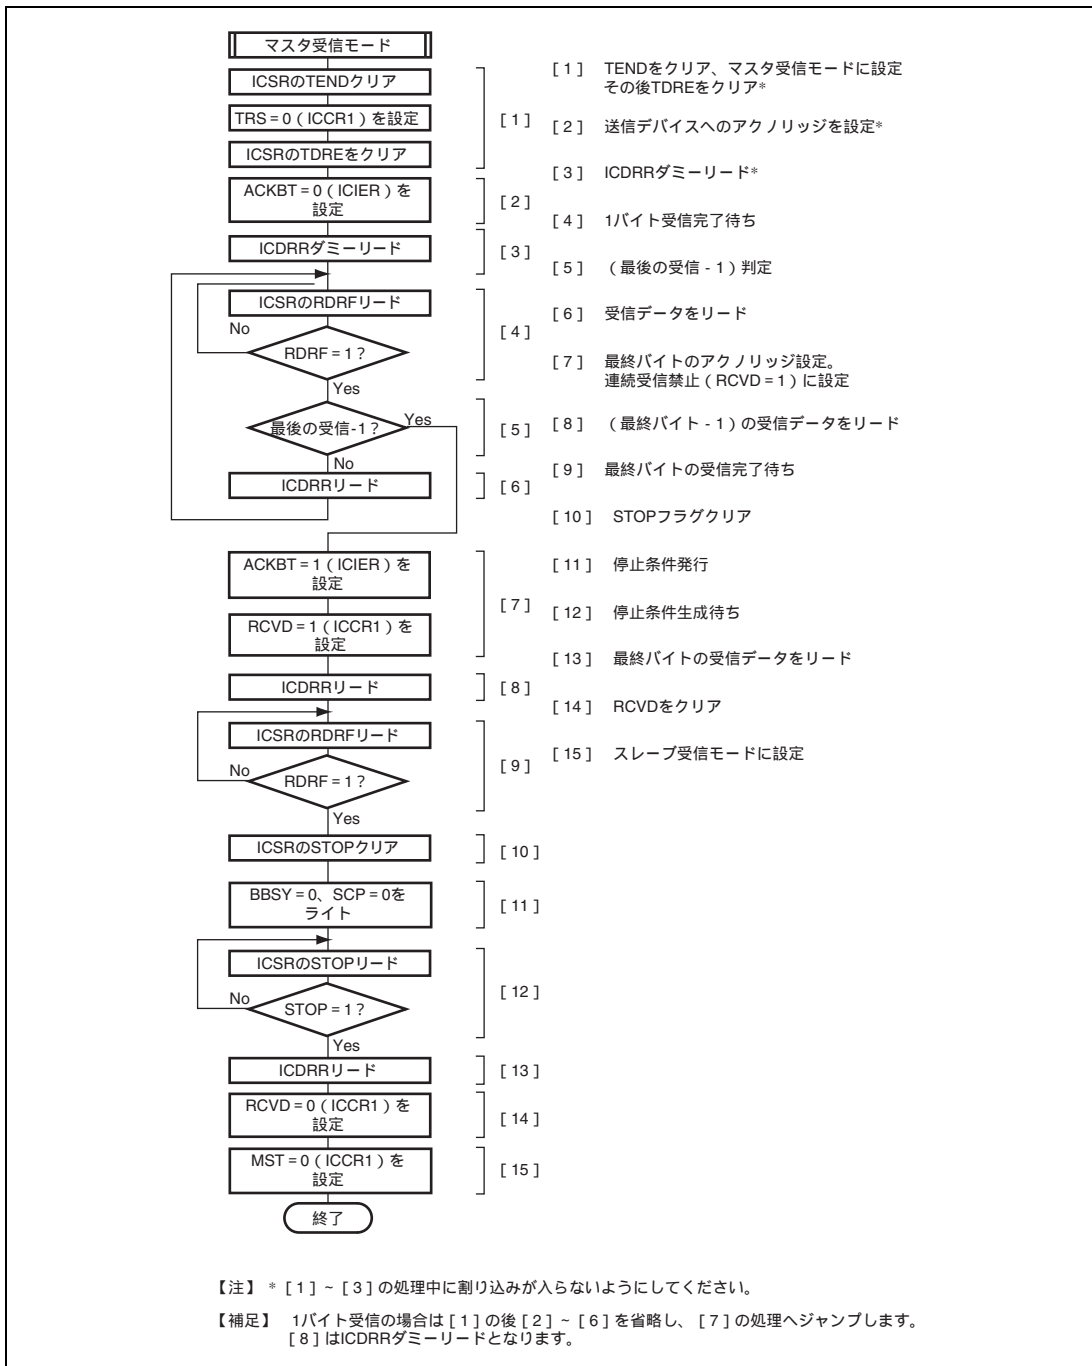 マスタ受信モード
ICSRのTENDクリア
TRS = 0 ( ICCR1 ) を設定
ICSRのTDREをクリア
[ 1 ]
ACKBT = 0 ( ICIER ) を
設定
[ 2 ]
ICDRRダミーリード
[ 3 ]
ICSRのRDRFリード
No
RDRF = 1 ?
[ 4 ]
Yes
最後の受信-1 ?
Yes
[ 5 ]
No
ICDRRリード
[ 6 ]
ACKBT = 1 ( ICIER ) を
設定
[ 7 ]
RCVD = 1 ( ICCR1 ) を
設定
ICDRRリード
[ 8 ]
ICSRのRDRFリード
No
RDRF = 1 ?
[ 9 ]
Yes
ICSRのSTOPクリア
[ 10 ]
BBSY = 0、SCP = 0を
ライト
[ 11 ]
ICSRのSTOPリード
No
STOP = 1 ?
[ 12 ]
Yes
ICDRRリード
[ 13 ]
RCVD = 0 ( ICCR1 ) を
設定
[ 14 ]
MST = 0 ( ICCR1 ) を
設定
[ 15 ]
終了
[ 1 ] TENDをクリア、マスタ受信モードに設定
その後TDREをクリア*
[ 2 ] 送信デバイスへのアクノリッジを設定*
[ 3 ] ICDRRダミーリード*
[ 4 ] 1バイト受信完了待ち
[ 5 ] ( 最後の受信 - 1 ) 判定
[ 6 ] 受信データをリード
[ 7 ] 最終バイトのアクノリッジ設定。
連続受信禁止 ( RCVD = 1 ) に設定
[ 8 ] ( 最終バイト - 1 ) の受信データをリード
[ 9 ] 最終バイトの受信完了待ち
[ 10 ] STOPフラグクリア
[ 11 ] 停止条件発行
[ 12 ] 停止条件生成待ち
[ 13 ] 最終バイトの受信データをリード
[ 14 ] RCVDをクリア
[ 15 ] スレーブ受信モードに設定
【注】 * [ 1 ] ~ [ 3 ] の処理中に割り込みが入らないようにしてください。
【補足】 1バイト受信の場合は [ 1 ] の後 [ 2 ] ~ [ 6 ] を省略し、 [ 7 ] の処理へジャンプします。
[ 8 ] はICDRRダミーリードとなります。